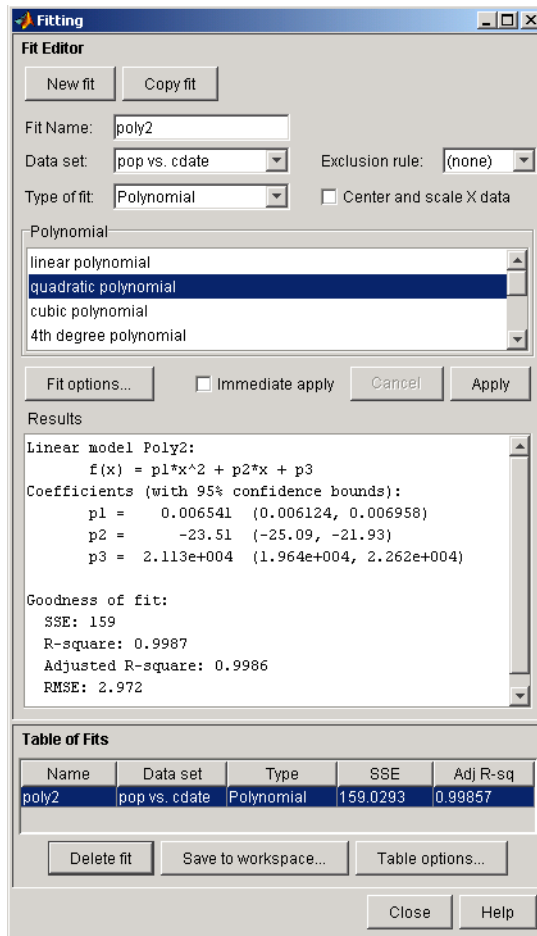 Fitting
Fit Editor
New fit Copy fit
Fit Name: poly2
Data set: pop vs. cdate Exclusion rule: (none)
Type of fit: Polynomial Center and scale X data
Polynomial
linear polynomial
quadratic polynomial
cubic polynomial
4th degree polynomial
Fit options... Immediate apply Cancel Apply
Results
Linear model Poly2:
f(x) = p1*x^2 + p2*x + p3
Coefficients (with 95% confidence bounds):
p1 = 0.006541 (0.006124, 0.006958)
p2 = -23.51 (-25.09, -21.93)
p3 = 2.113e+004 (1.964e+004, 2.262e+004)
Goodness of fit:
SSE: 159
R-square: 0.9987
Adjusted R-square: 0.9986
RMSE: 2.972
Table of Fits
Name Data set Type SSE Adj R-sq
poly2 pop vs. cdate Polynomial 159.0293 0.99857
Delete fit Save to workspace... Table options...
Close Help